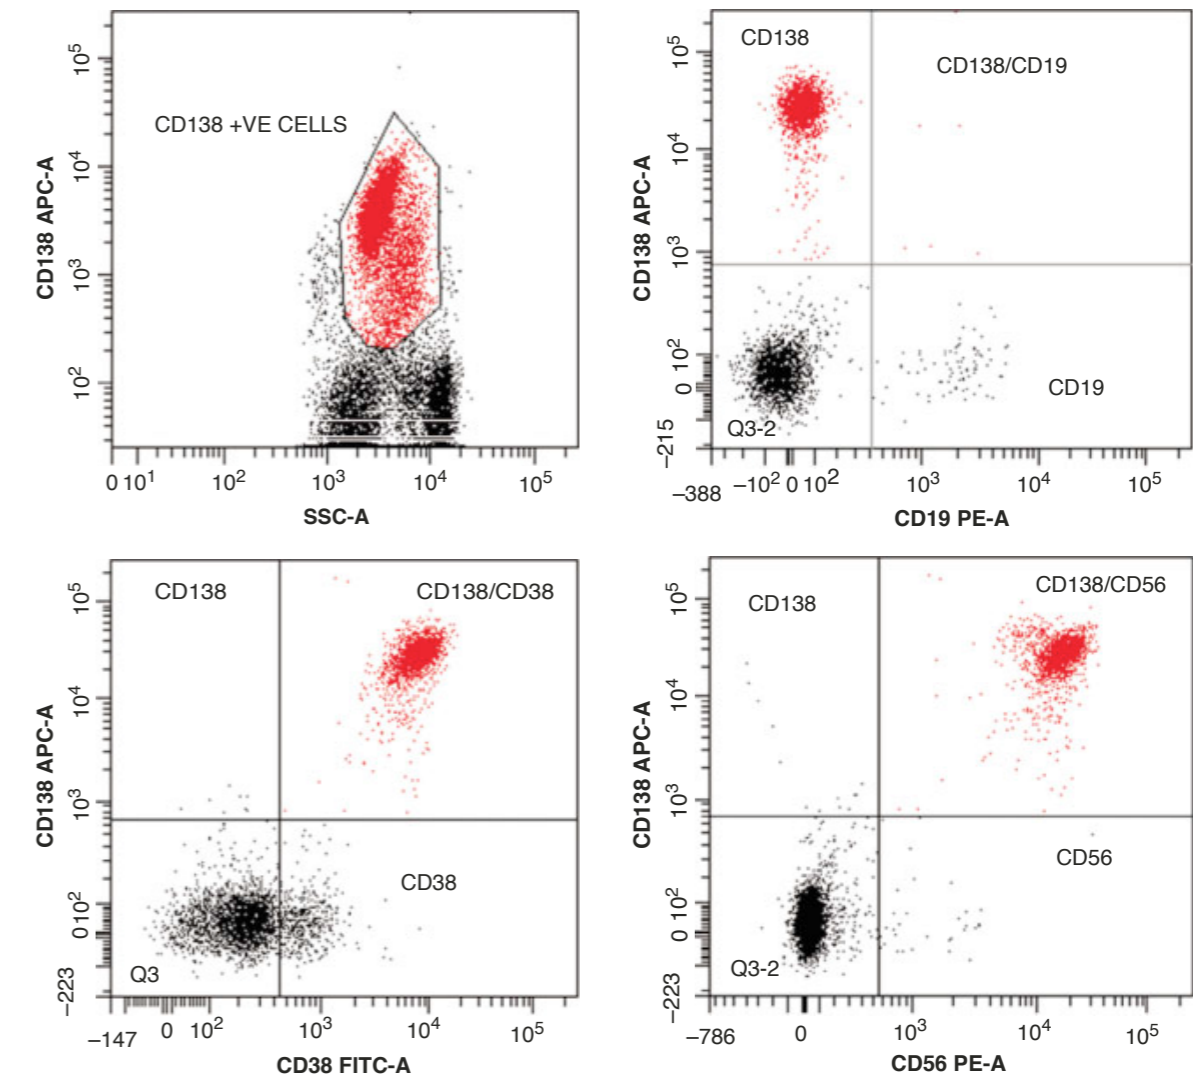 CD138 +VE CELLS
CD138 APC-A
10⁵
10⁴
10³
10²
0 10¹ 10² 10³ 10⁴ 10⁵
SSC-A
CD138
CD138/CD19
CD138 APC-A
10⁵
10⁴
10³
10²
0
−215
CD19
Q3-2
−388 −10² 0 10² 10³ 10⁴ 10⁵
CD19 PE-A
CD138
CD138/CD38
CD138 APC-A
10⁵
10⁴
10³
10²
0
−223
CD38
Q3
−147 0 10² 10³ 10⁴ 10⁵
CD38 FITC-A
CD138
CD138/CD56
CD138 APC-A
10⁵
10⁴
10³
10²
0
−223
CD56
Q3-2
−786 0 10³ 10⁴ 10⁵
CD56 PE-A